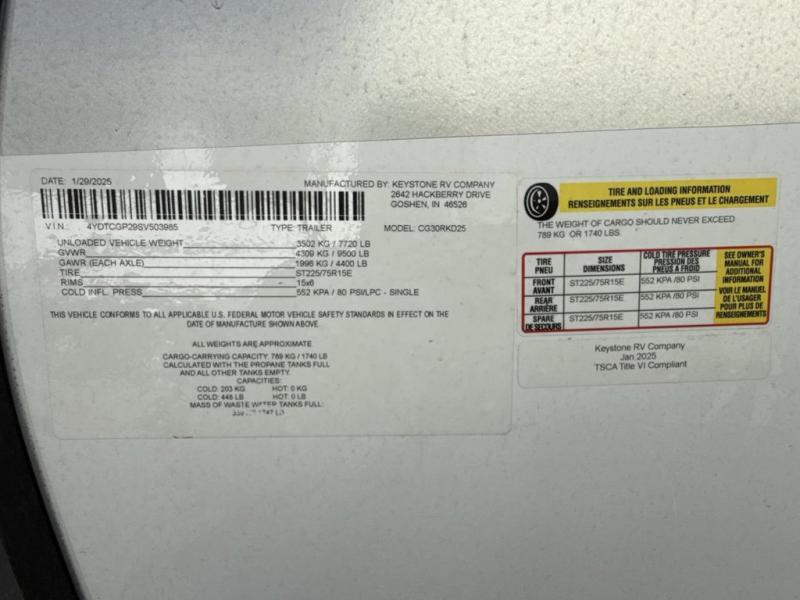 DATE: 1/29/2025
MANUFACTURED BY: KEYSTONE RV COMPANY
2642 HACKBERRY DRIVE
GOSHEN, IN 46526
V I N : 4YDTCGP29SV503985 TYPE: TRAILER MODEL: CG30RKD25
UNLOADED VEHICLE WEIGHT 3502 KG / 7720 LB
GVWR 4309 KG / 9500 LB
GAWR (EACH AXLE) 1996 KG / 4400 LB
TIRE ST225/75R15E
RIMS 15x6
COLD INFL. PRESS 552 KPA / 80 PSI/LPC - SINGLE
THIS VEHICLE CONFORMS TO ALL APPLICABLE U.S. FEDERAL MOTOR VEHICLE SAFETY STANDARDS IN EFFECT ON THE
DATE OF MANUFACTURE SHOWN ABOVE.
ALL WEIGHTS ARE APPROXIMATE
CARGO-CARRYING CAPACITY: 789 KG / 1740 LB
CALCULATED WITH THE PROPANE TANKS FULL
AND ALL OTHER TANKS EMPTY.
CAPACITIES:
COLD: 203 KG HOT: 0 KG
COLD: 448 LB HOT: 0 LB
MASS OF WASTE WATER TANKS FULL:
TIRE AND LOADING INFORMATION
RENSEIGNEMENTS SUR LES PNEUS ET LE CHARGEMENT
THE WEIGHT OF CARGO SHOULD NEVER EXCEED
789 KG OR 1740 LBS.
TIRE
PNEU
SIZE
DIMENSIONS
COLD TIRE PRESSURE
PRESSION DES
PNEUS A FROID
FRONT
AVANT
ST225/75R15E
552 KPA /80 PSI
REAR
ARRIÈRE
ST225/75R15E
552 KPA /80 PSI
SPARE
DE SECOURS
ST225/75R15E
552 KPA /80 PSI
SEE OWNER'S
MANUAL FOR
ADDITIONAL
INFORMATION
VOIR LE MANUEL
DE L'USAGER
POUR PLUS DE
RENSEIGNEMENTS
Keystone RV Company
Jan 2025
TSCA Title VI Compliant